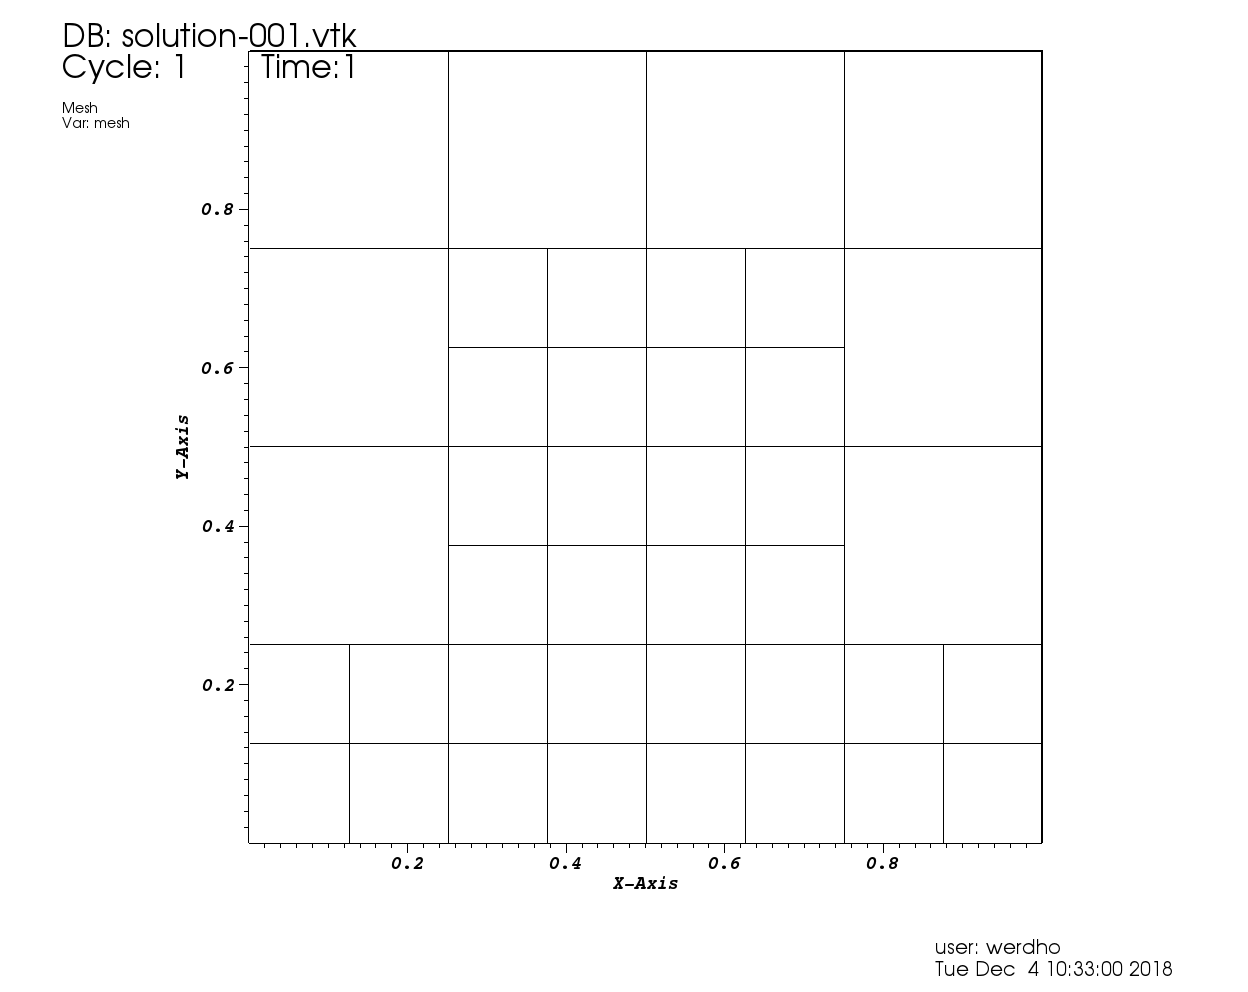 DB: solution-001.vtk
Cycle: 1 Time:1
Mesh
Var: mesh
0.8
0.6
Y-Axis
0.4
0.2
0.2 0.4 0.6 0.8
X-Axis
user: werdho
Tue Dec 4 10:33:00 2018